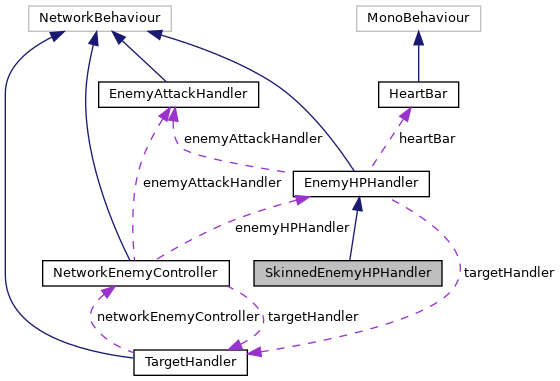 NetworkBehaviour
MonoBehaviour
EnemyAttackHandler
HeartBar
enemyAttackHandler
heartBar
enemyAttackHandler
EnemyHPHandler
enemyHPHandler
NetworkEnemyController
SkinnedEnemyHPHandler
targetHandler
networkEnemyController
targetHandler
TargetHandler